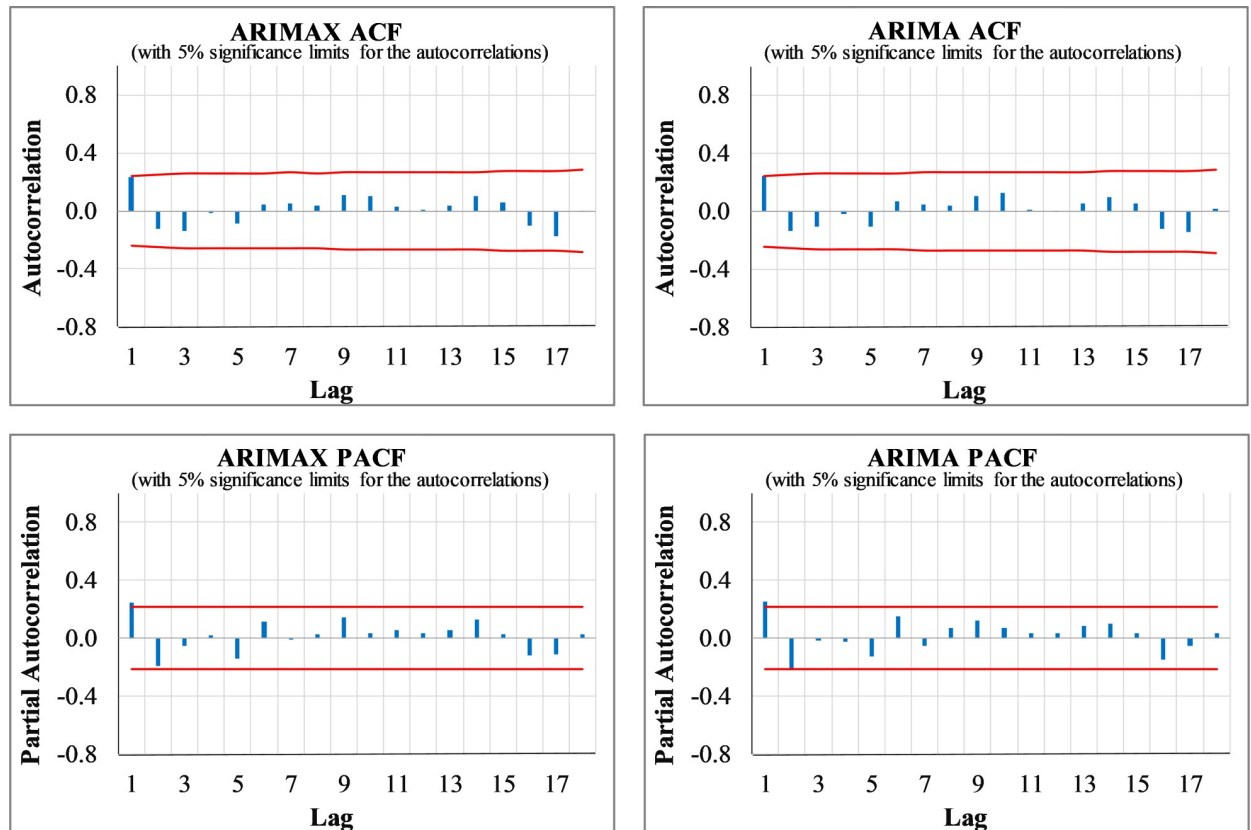 ARIMAX ACF
(with 5% significance limits for the autocorrelations)
Autocorrelation
0.8
0.4
0.0
-0.4
-0.8
1 3 5 7 9 11 13 15 17
Lag
ARIMA ACF
(with 5% significance limits for the autocorrelations)
Autocorrelation
0.8
0.4
0.0
-0.4
-0.8
1 3 5 7 9 11 13 15 17
Lag
ARIMAX PACF
(with 5% significance limits for the autocorrelations)
Partial Autocorrelation
0.8
0.4
0.0
-0.4
-0.8
1 3 5 7 9 11 13 15 17
Lag
ARIMA PACF
(with 5% significance limits for the autocorrelations)
Partial Autocorrelation
0.8
0.4
0.0
-0.4
-0.8
1 3 5 7 9 11 13 15 17
Lag